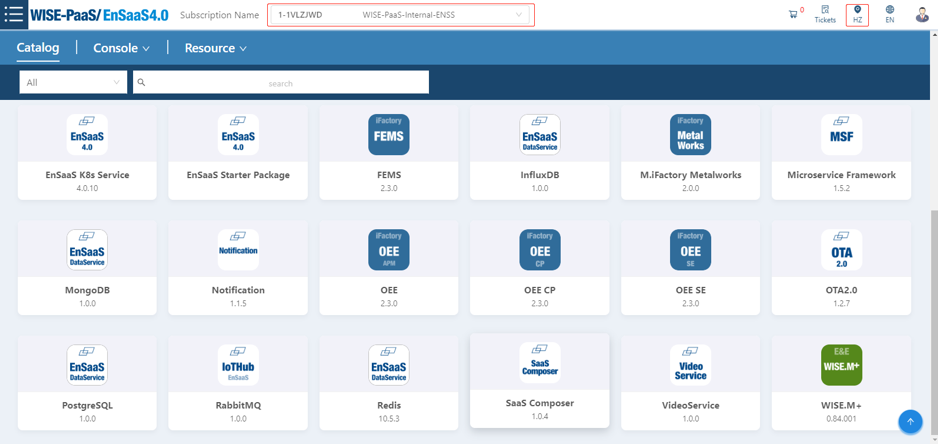 WISE-PaaS/EnSaaS4.0 Subscription Name 1-1VLZJWD WISE-PaaS-Internal-ENSS 0 Tickets HZ EN
Catalog Console Resource
All search
EnSaaS 4.0 EnSaaS 4.0 iFactory FEMS EnSaaS DataService iFactory Metal Works MSF
EnSaaS K8s Service EnSaaS Starter Package FEMS InfluxDB M.iFactory Metalworks Microservice Framework
4.0.10 2.3.0 1.0.0 2.0.0 1.5.2
EnSaaS DataService Notification iFactory OEE APM iFactory OEE CP iFactory OEE SE OTA 2.0
MongoDB Notification OEE OEE CP OEE SE OTA2.0
1.0.0 1.1.5 2.3.0 2.3.0 2.3.0 1.2.7
EnSaaS DataService IoTHub EnSaaS EnSaaS DataService SaaS Composer Video Service E&E WISE.M+
PostgreSQL RabbitMQ Redis SaaS Composer VideoService WISE.M+
1.0.0 1.0.0 10.5.3 1.0.4 1.0.0 0.84.001